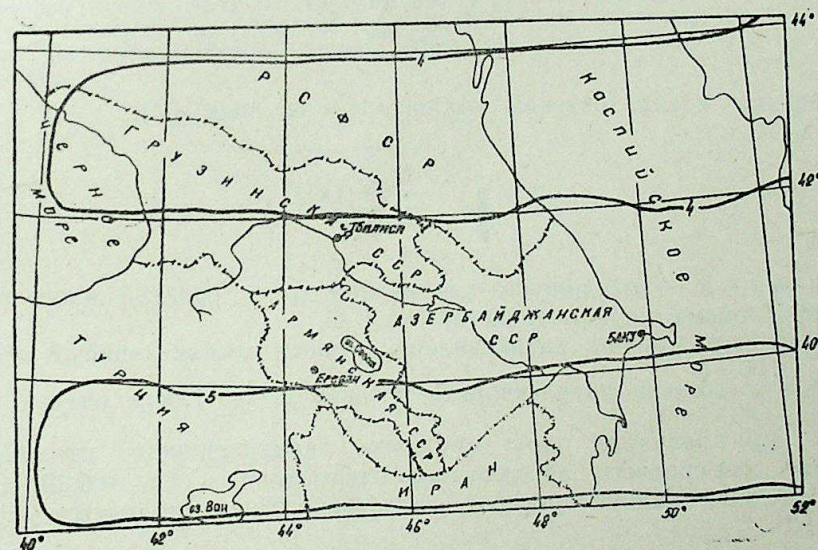 44°
4
РСФСР
КАСПИЙСКОЕ
МОРЕ
ЧЕРНОЕ
МОРЕ
ГРУЗИНСКАЯ
ССР
42°
4
Тбилиси
АЗЕРБАЙДЖАНСКАЯ
ССР
БАКУ
АРМЯНСКАЯ
ССР
оз. Севан
Ереван
ТУРЦИЯ
40°
5
ИРАН
оз. Ван
40°
42°
44°
46°
48°
50°
52°